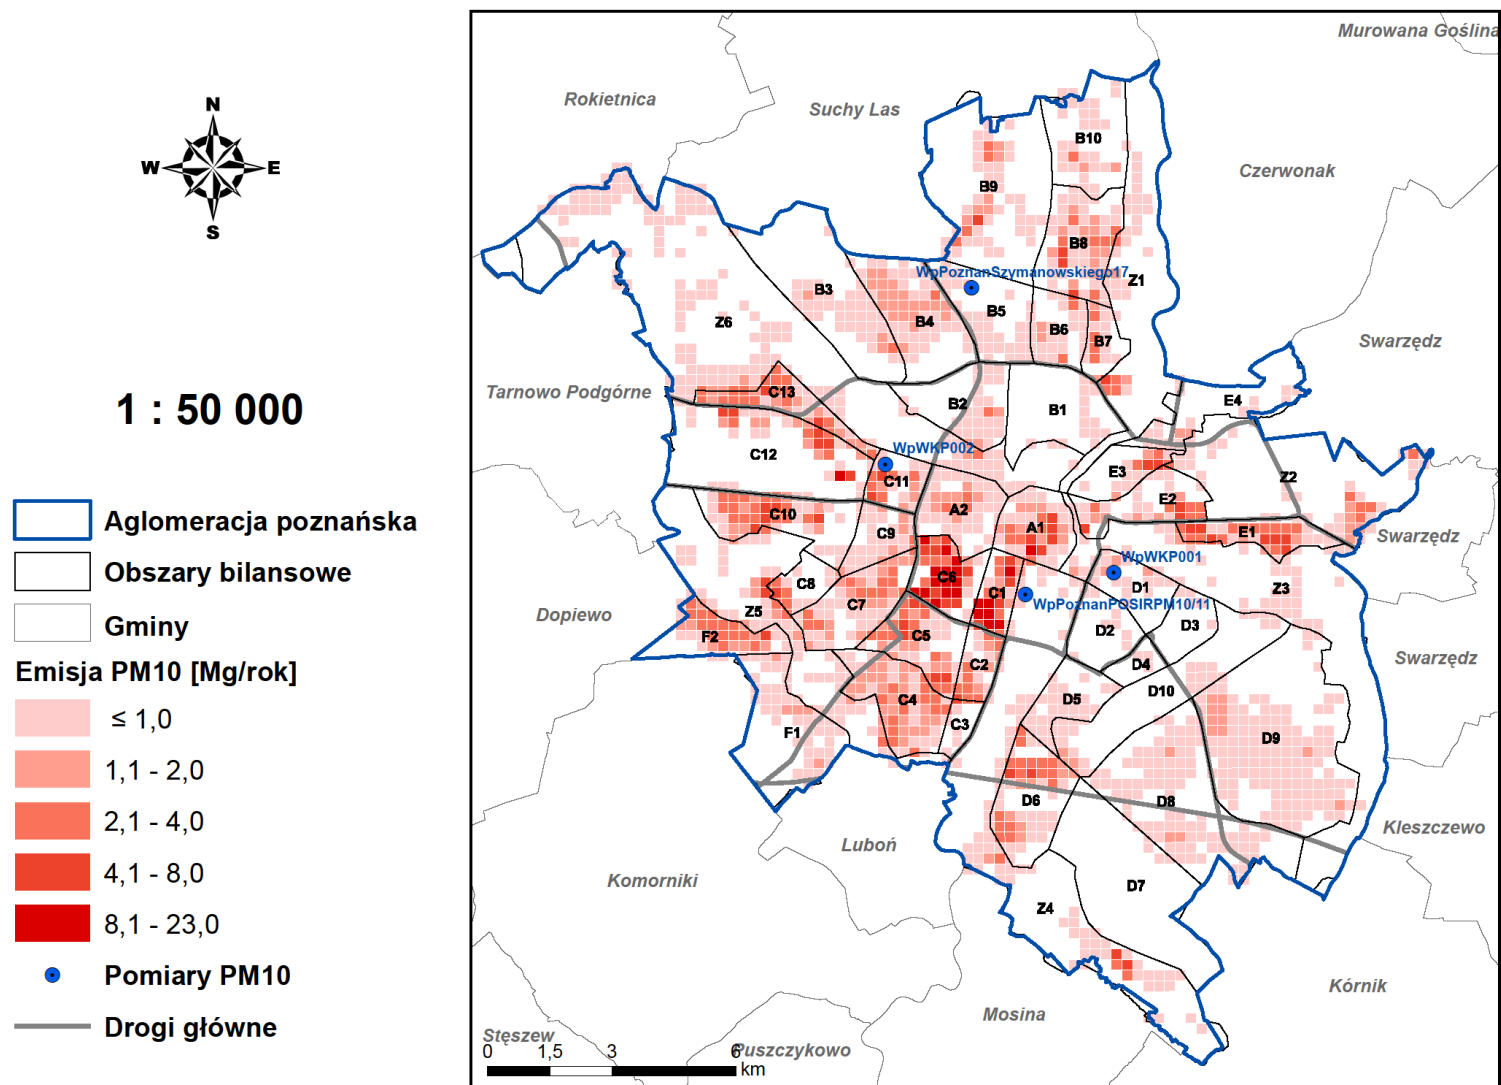 N
W
E
S
1 : 50 000
Aglomeracja poznańska
Obszary bilansowe
Gminy
Emisja PM10 [Mg/rok]
≤ 1,0
1,1 - 2,0
2,1 - 4,0
4,1 - 8,0
8,1 - 23,0
Pomiary PM10
Drogi główne
Murowana Goślina
Rokietnica
Suchy Las
Czerwonak
B10
B9
B8
WpPoznanSzymanowskiego17
Z1
B3
B5
B4
Z6
B6
B7
Swarzędz
Tarnowo Podgórne
C13
B2
B1
E4
WpWKP002
C12
C11
E3
Z2
E2
A2
C10
A1
E1
C9
Swarzędz
WpWKP001
C6
C8
D1
Z3
C1
C7
WpPoznanPOSIRPM10/11
Dopiewo
Z5
D3
F2
C5
D2
Swarzędz
C2
D4
D10
C4
D5
C3
F1
D9
D6
D8
Kleszczewo
Luboń
Komorniki
D7
Z4
Kórnik
Mosina
Stęszew
Puszczykowo
0 1,5 3 6
km